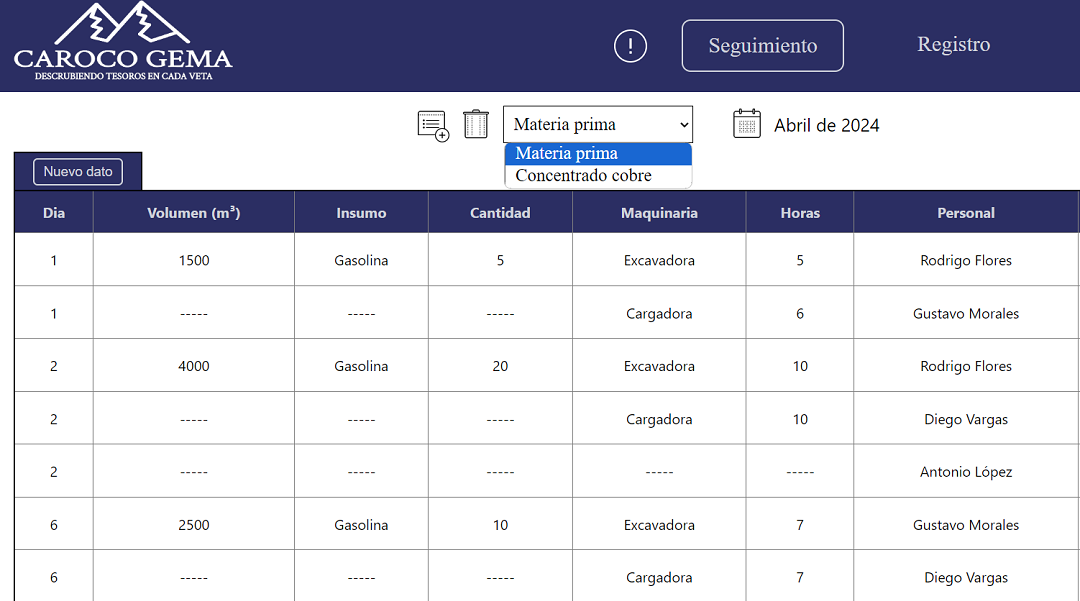 CAROCO GEMA
DESCRUBIENDO TESOROS EN CADA VETA
! Seguimiento Registro
Materia prima Abril de 2024
Materia prima
Concentrado cobre
Nuevo dato
Dia Volumen (m³) Insumo Cantidad Maquinaria Horas Personal
1 1500 Gasolina 5 Excavadora 5 Rodrigo Flores
1 ----- ----- ----- Cargadora 6 Gustavo Morales
2 4000 Gasolina 20 Excavadora 10 Rodrigo Flores
2 ----- ----- ----- Cargadora 10 Diego Vargas
2 ----- ----- ----- ----- ----- Antonio López
6 2500 Gasolina 10 Excavadora 7 Gustavo Morales
6 ----- ----- ----- Cargadora 7 Diego Vargas